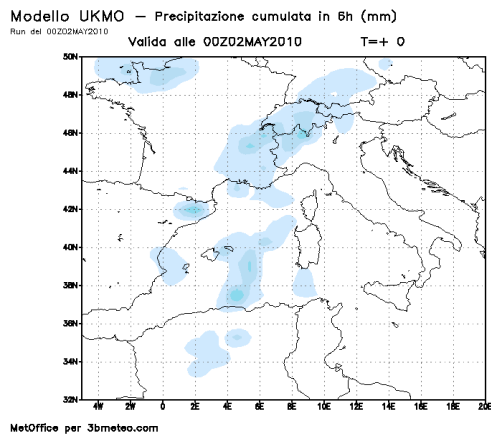 Modello UKMO – Precipitazione cumulata in 6h (mm)
Run del 00Z02MAY2010
Valida alle 00Z02MAY2010 T=+ 0
50N
48N
46N
44N
42N
40N
38N
36N
34N
32N
4W 2W 0 2E 4E 6E 8E 10E 12E 14E 16E 18E 20E
MetOffice per 3bmeteo.com